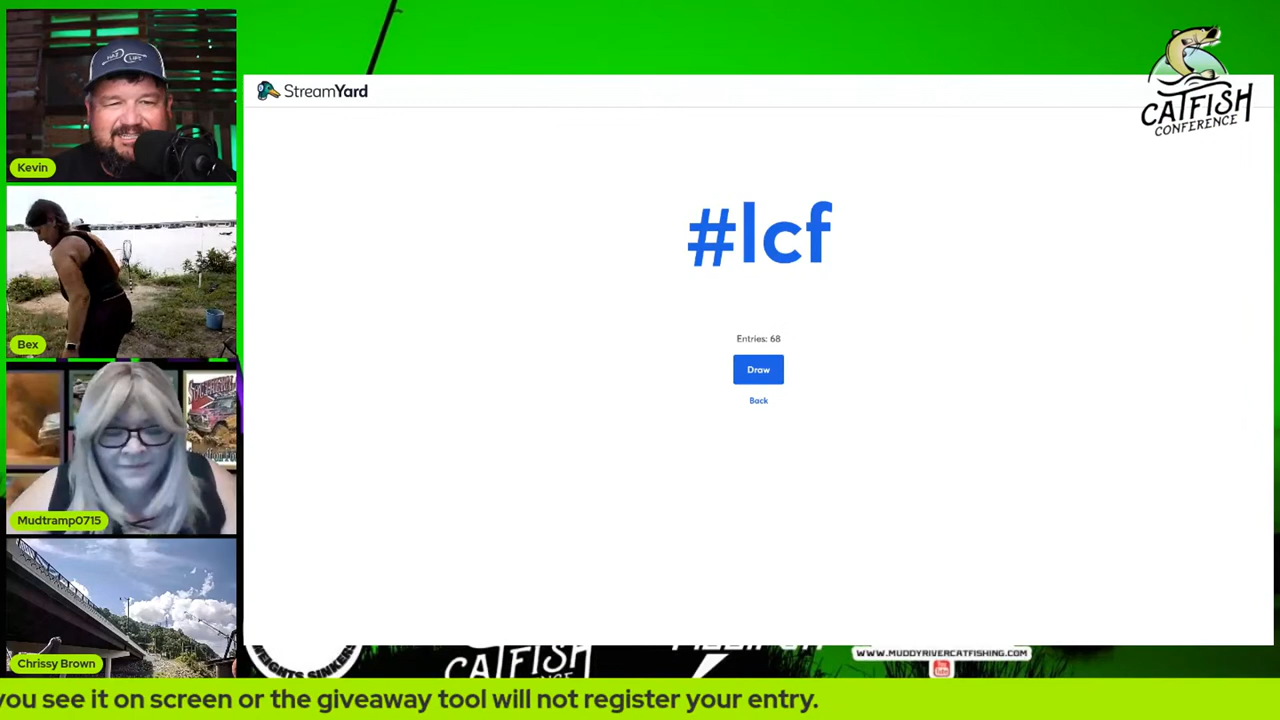 StreamYard
CATFISH
CONFERENCE
#lcf
Entries: 68
Draw
Back
Kevin
Bex
Mudtramp0715
Chrissy Brown
CATFISH
WWW.MUDDYRIVERCATFISHING.COM
you see it on screen or the giveaway tool will not register your entry.